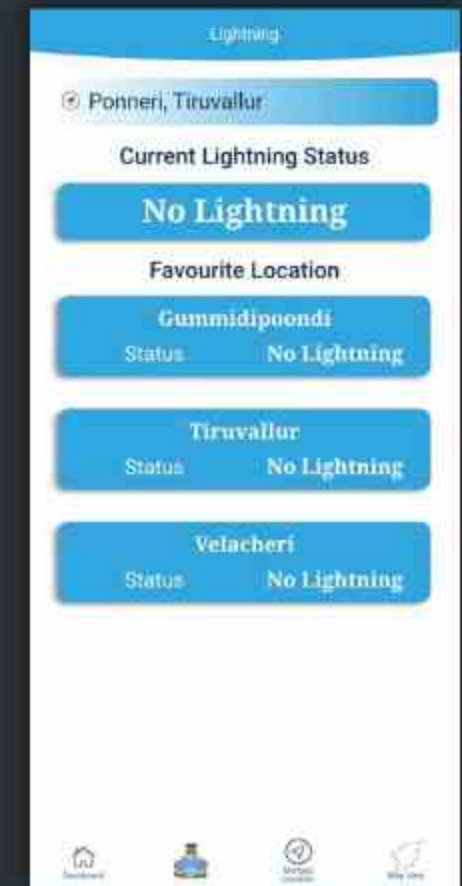 Lightning
Ponneri, Tiruvallur
Current Lightning Status
No Lightning
Favourite Location
Gummidipoondi
Status No Lightning
Tiruvallur
Status No Lightning
Velacheri
Status No Lightning
Dashboard